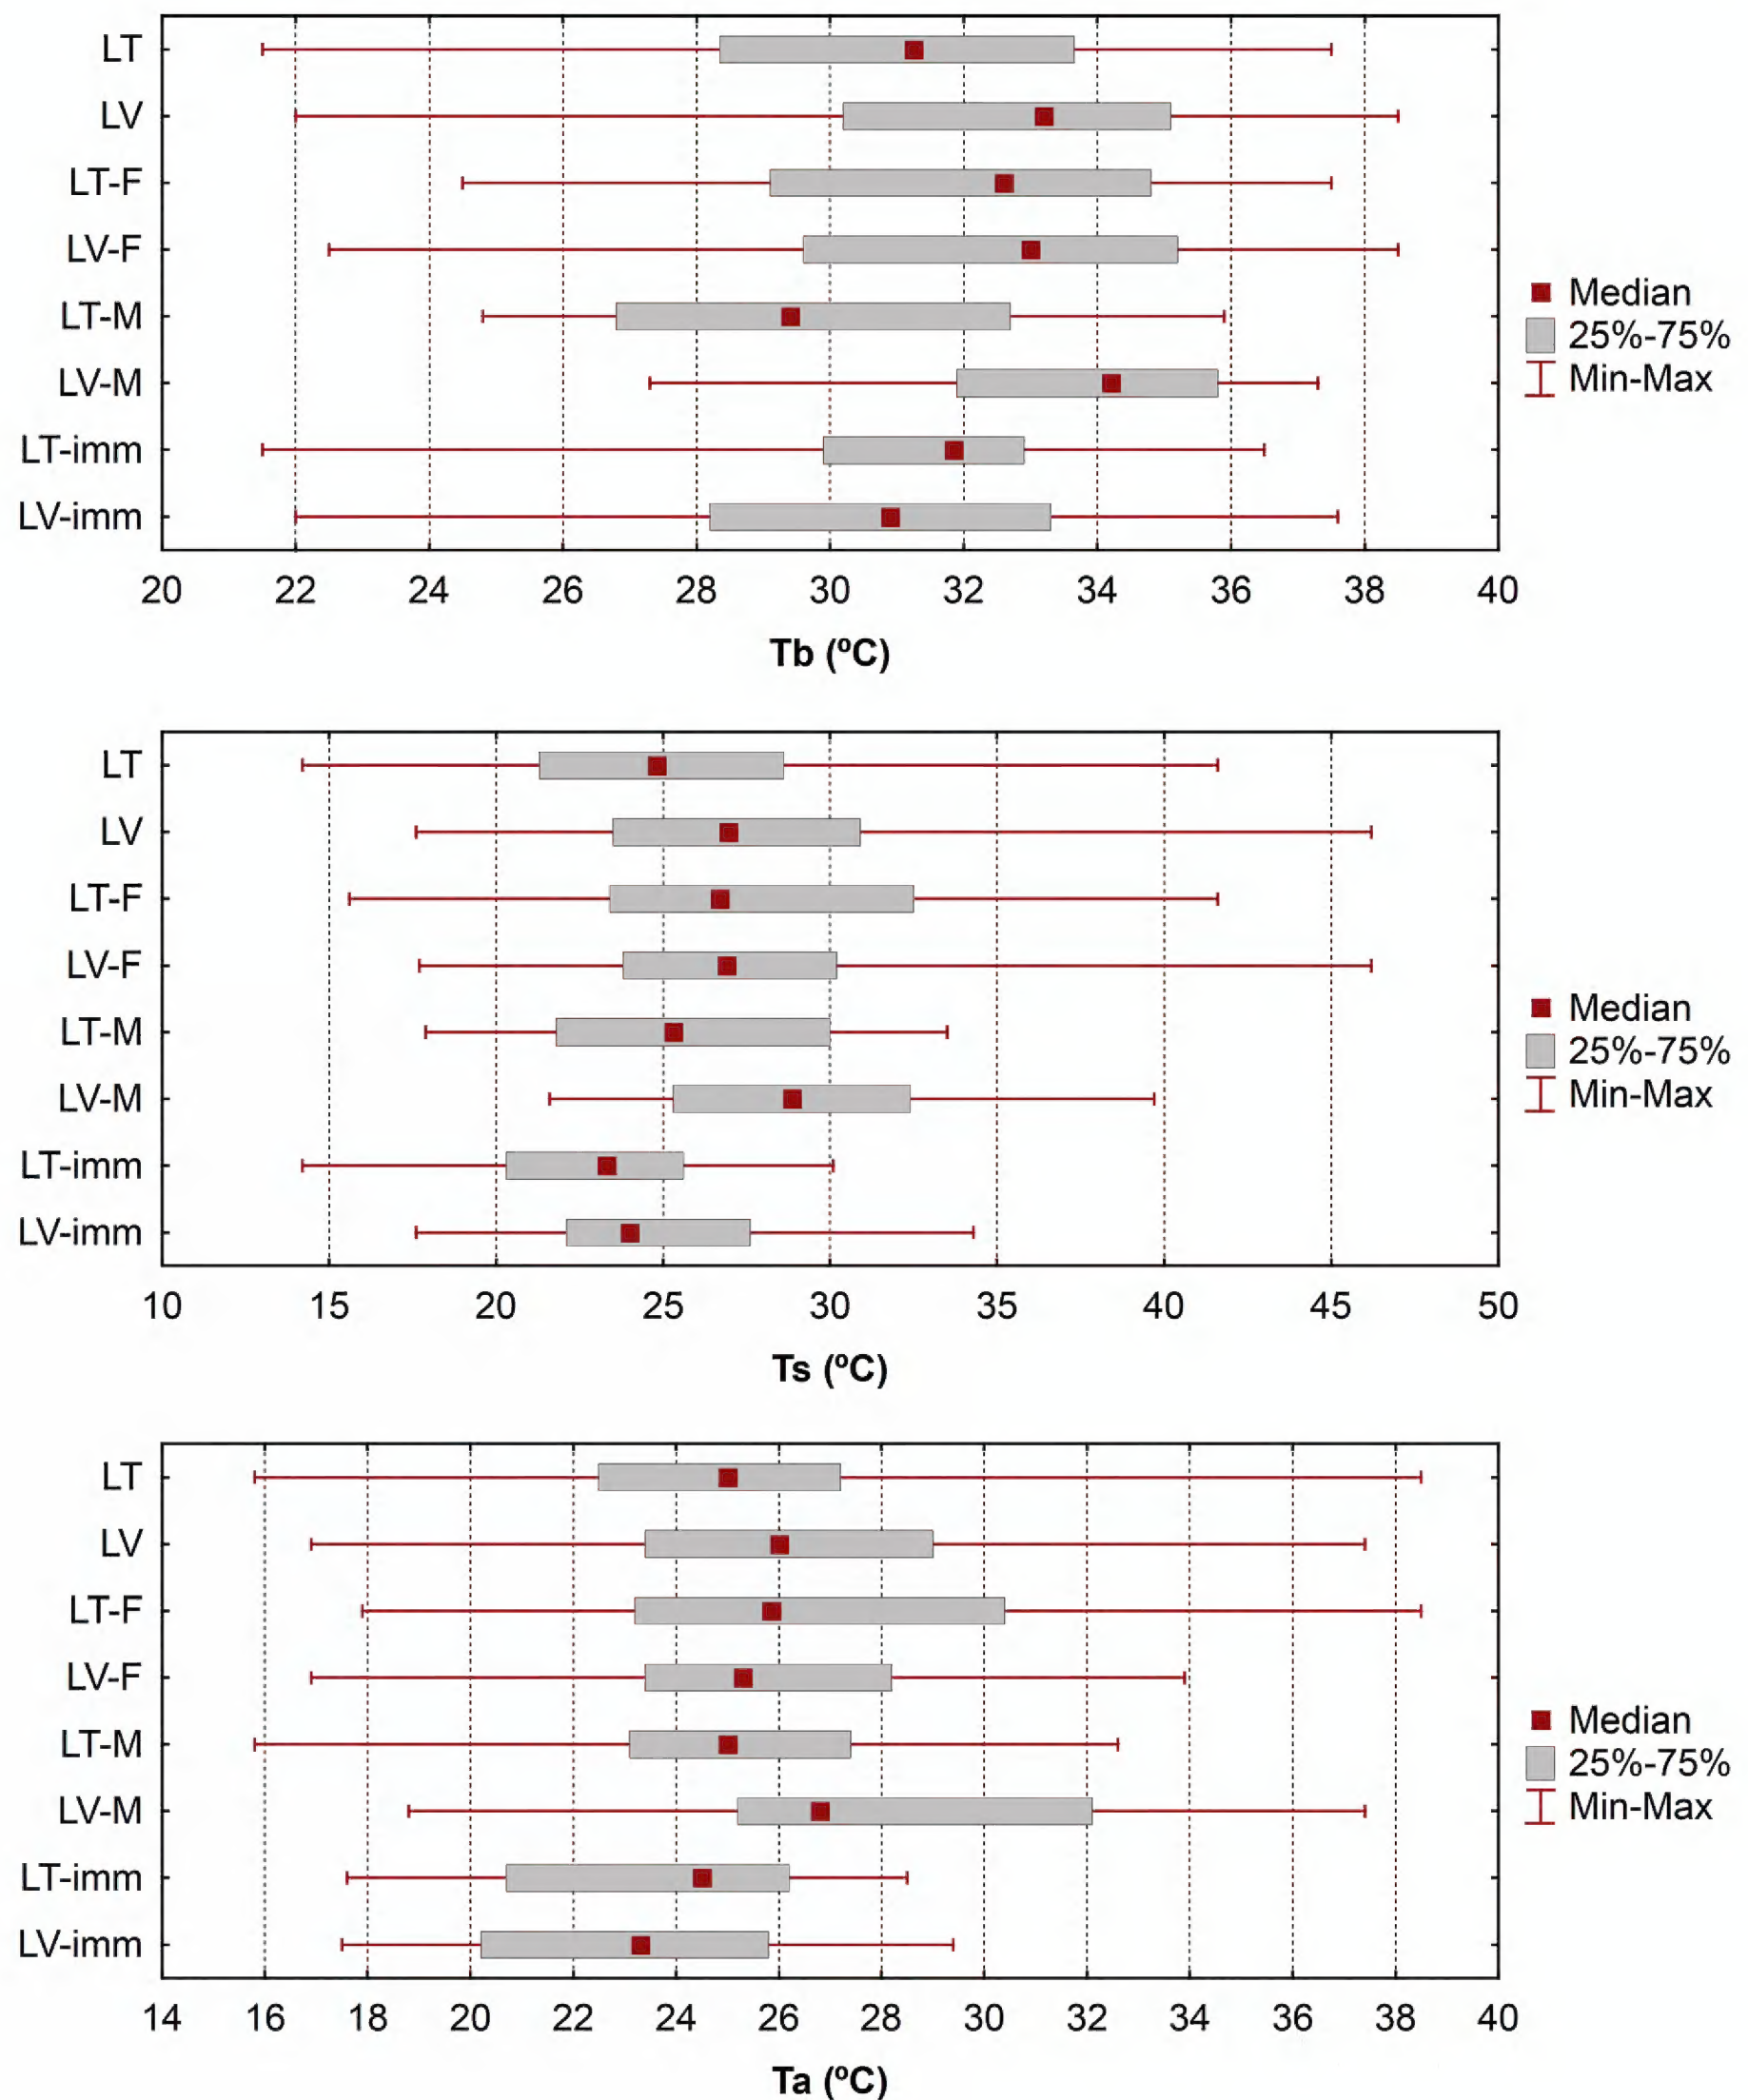 LT
LV
LT-F
LV-F
LT-M
LV-M
LT-imm
LV-imm
Median
25%-75%
Min-Max
20 22 24 26 28 30 32 34 36 38 40
Tb (ºC)
LT
LV
LT-F
LV-F
LT-M
LV-M
LT-imm
LV-imm
Median
25%-75%
Min-Max
10 15 20 25 30 35 40 45 50
Ts (ºC)
LT
LV
LT-F
LV-F
LT-M
LV-M
LT-imm
LV-imm
Median
25%-75%
Min-Max
14 16 18 20 22 24 26 28 30 32 34 36 38 40
Ta (ºC)